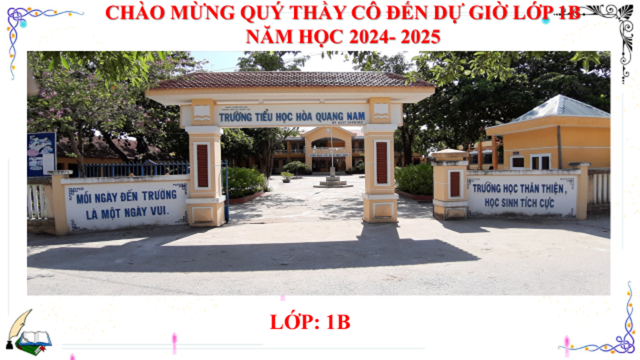 CHÀO MỪNG QUÝ THẦY CÔ ĐẾN DỰ GIỜ LỚP 1B
NĂM HỌC 2024- 2025
TRƯỜNG TIỂU HỌC HÒA QUANG NAM
MỖI NGÀY ĐẾN TRƯỜNG
LÀ MỘT NGÀY VUI.
TRƯỜNG HỌC THÂN THIỆN,
HỌC SINH TÍCH CỰC
LỚP: 1B